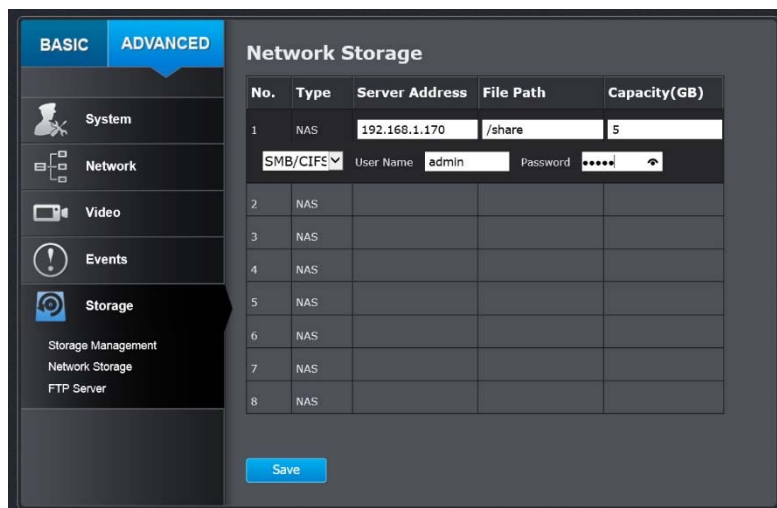 BASIC ADVANCED
Network Storage
No. Type Server Address File Path Capacity(GB)
1 NAS 192.168.1.170 /share 5
SMB/CIFS User Name admin Password •••••
2 NAS
3 NAS
4 NAS
5 NAS
6 NAS
7 NAS
8 NAS
Save
System
Network
Video
Events
Storage
Storage Management
Network Storage
FTP Server